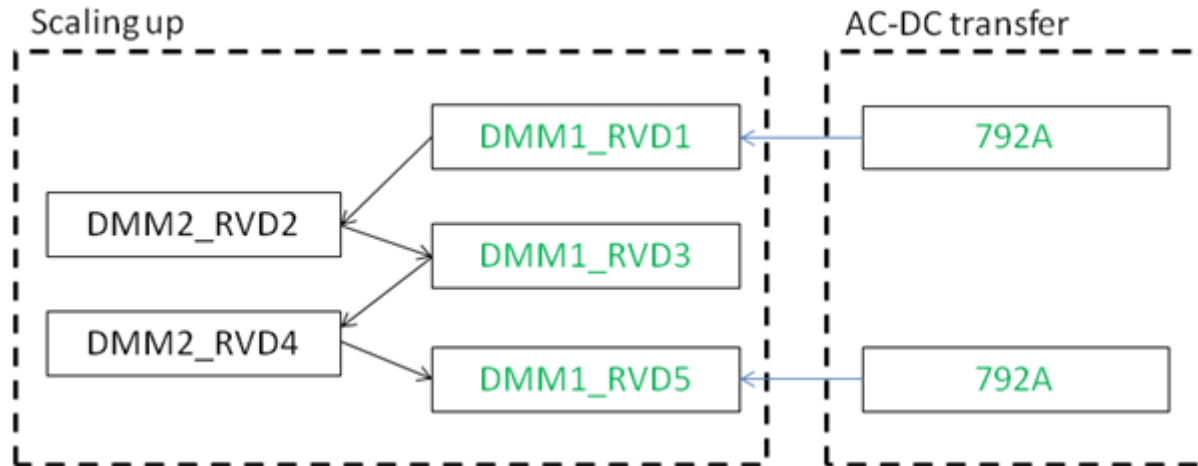 Scaling up
AC-DC transfer
DMM1_RVD1
792A
DMM2_RVD2
DMM1_RVD3
DMM2_RVD4
DMM1_RVD5
792A